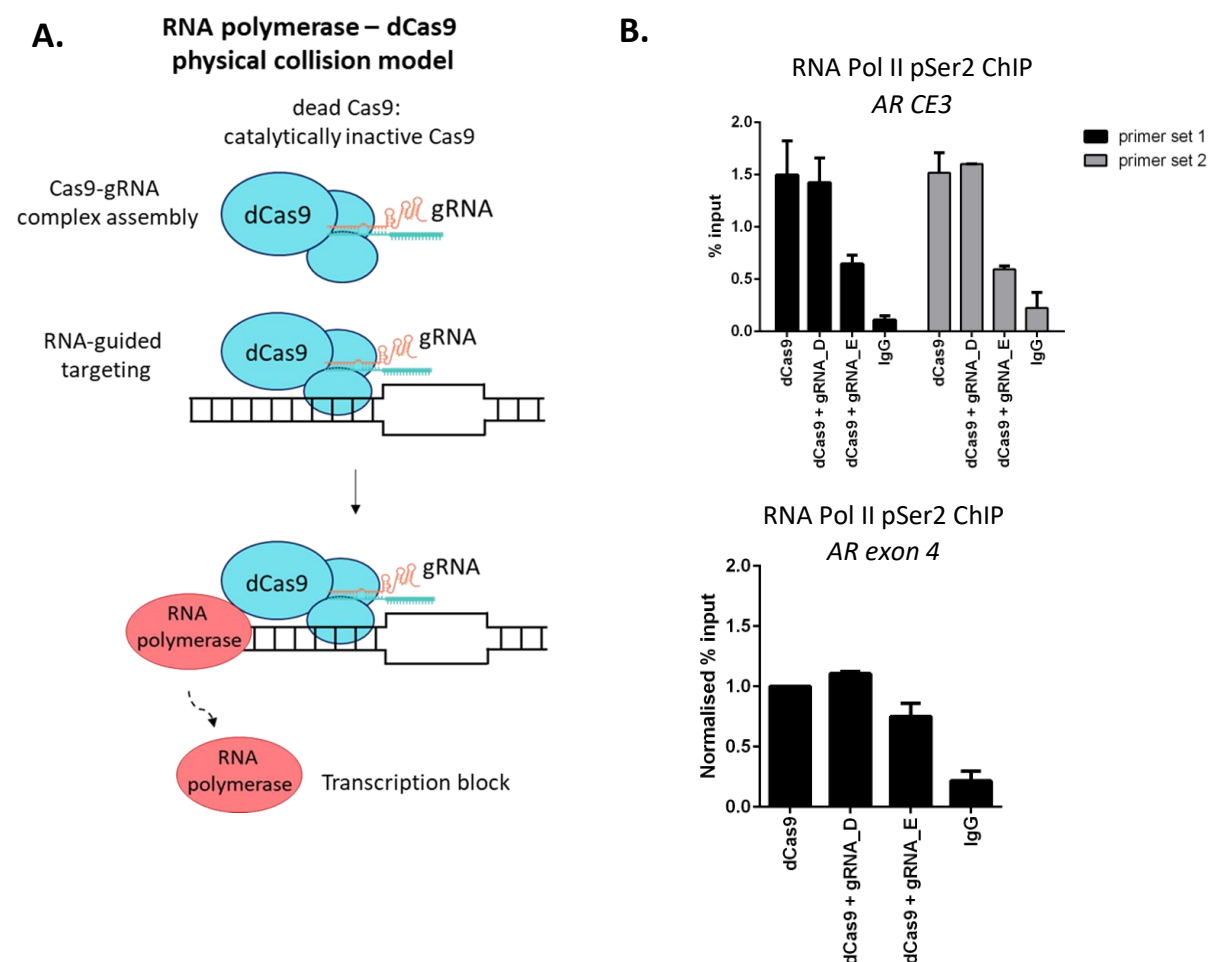 A.
RNA polymerase – dCas9
physical collision model
dead Cas9:
catalytically inactive Cas9
Cas9-gRNA
complex assembly
dCas9
gRNA
RNA-guided
targeting
dCas9
gRNA
dCas9
gRNA
RNA
polymerase
RNA
polymerase
Transcription block
B.
RNA Pol II pSer2 ChIP
AR CE3
primer set 1
primer set 2
% input
2.0
1.5
1.0
0.5
0.0
dCas9
dCas9 + gRNA_D
dCas9 + gRNA_E
IgG
dCas9
dCas9 + gRNA_D
dCas9 + gRNA_E
IgG
RNA Pol II pSer2 ChIP
AR exon 4
Normalised % input
2.0
1.5
1.0
0.5
0.0
dCas9
dCas9 + gRNA_D
dCas9 + gRNA_E
IgG